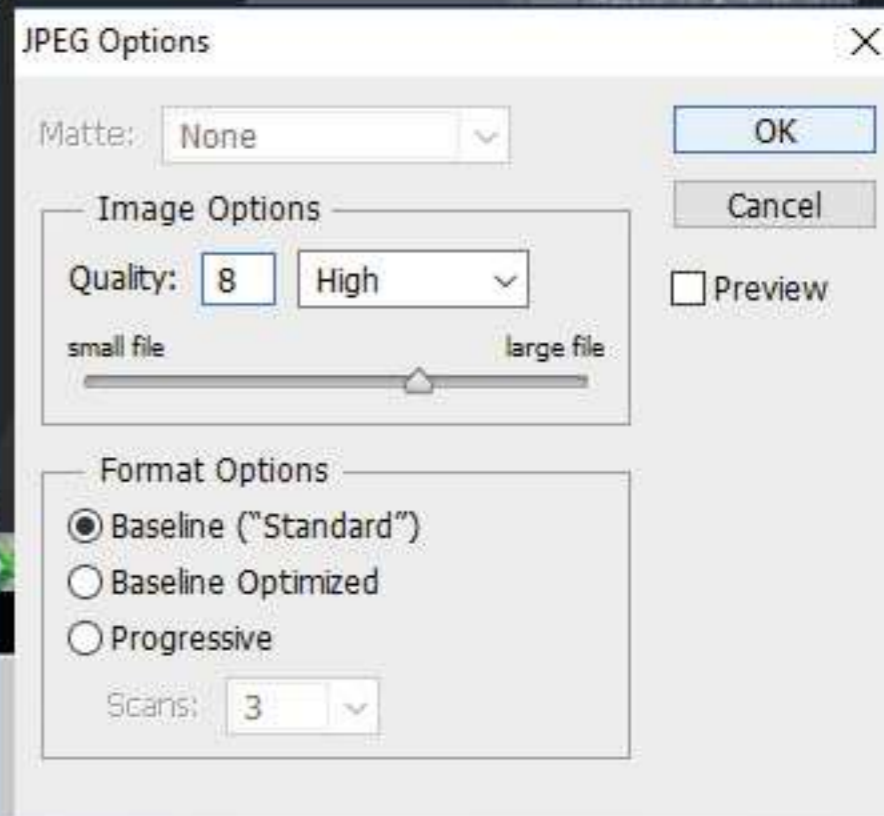 JPEG Options
Matte: None
OK
Cancel
Preview
Image Options
Quality: 8 High
small file large file
Format Options
Baseline (“Standard”)
Baseline Optimized
Progressive
Scans: 3